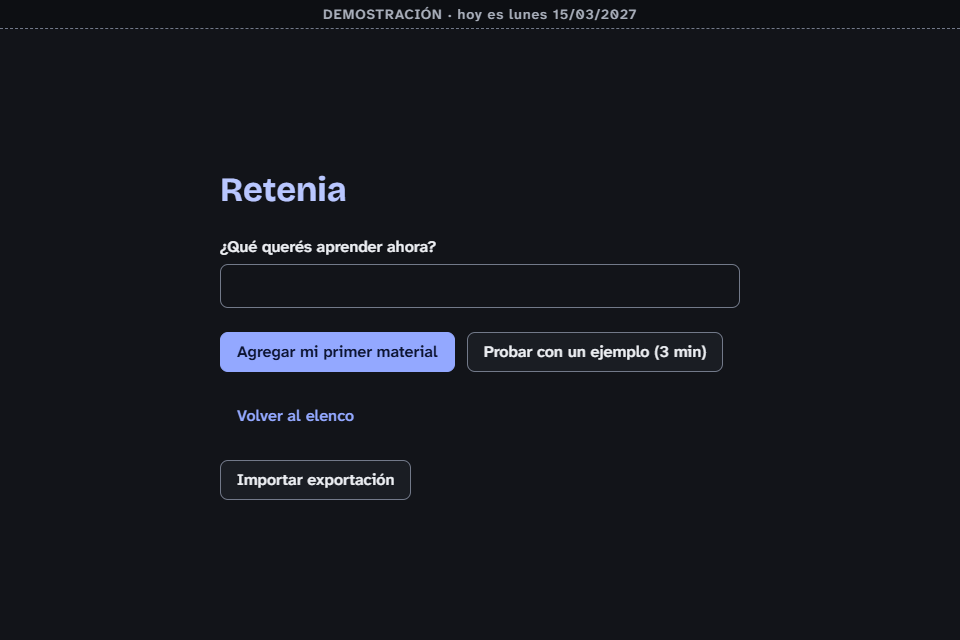 DEMOSTRACIÓN · hoy es lunes 15/03/2027
Retenia
¿Qué querés aprender ahora?
Agregar mi primer material
Probar con un ejemplo (3 min)
Volver al elenco
Importar exportación